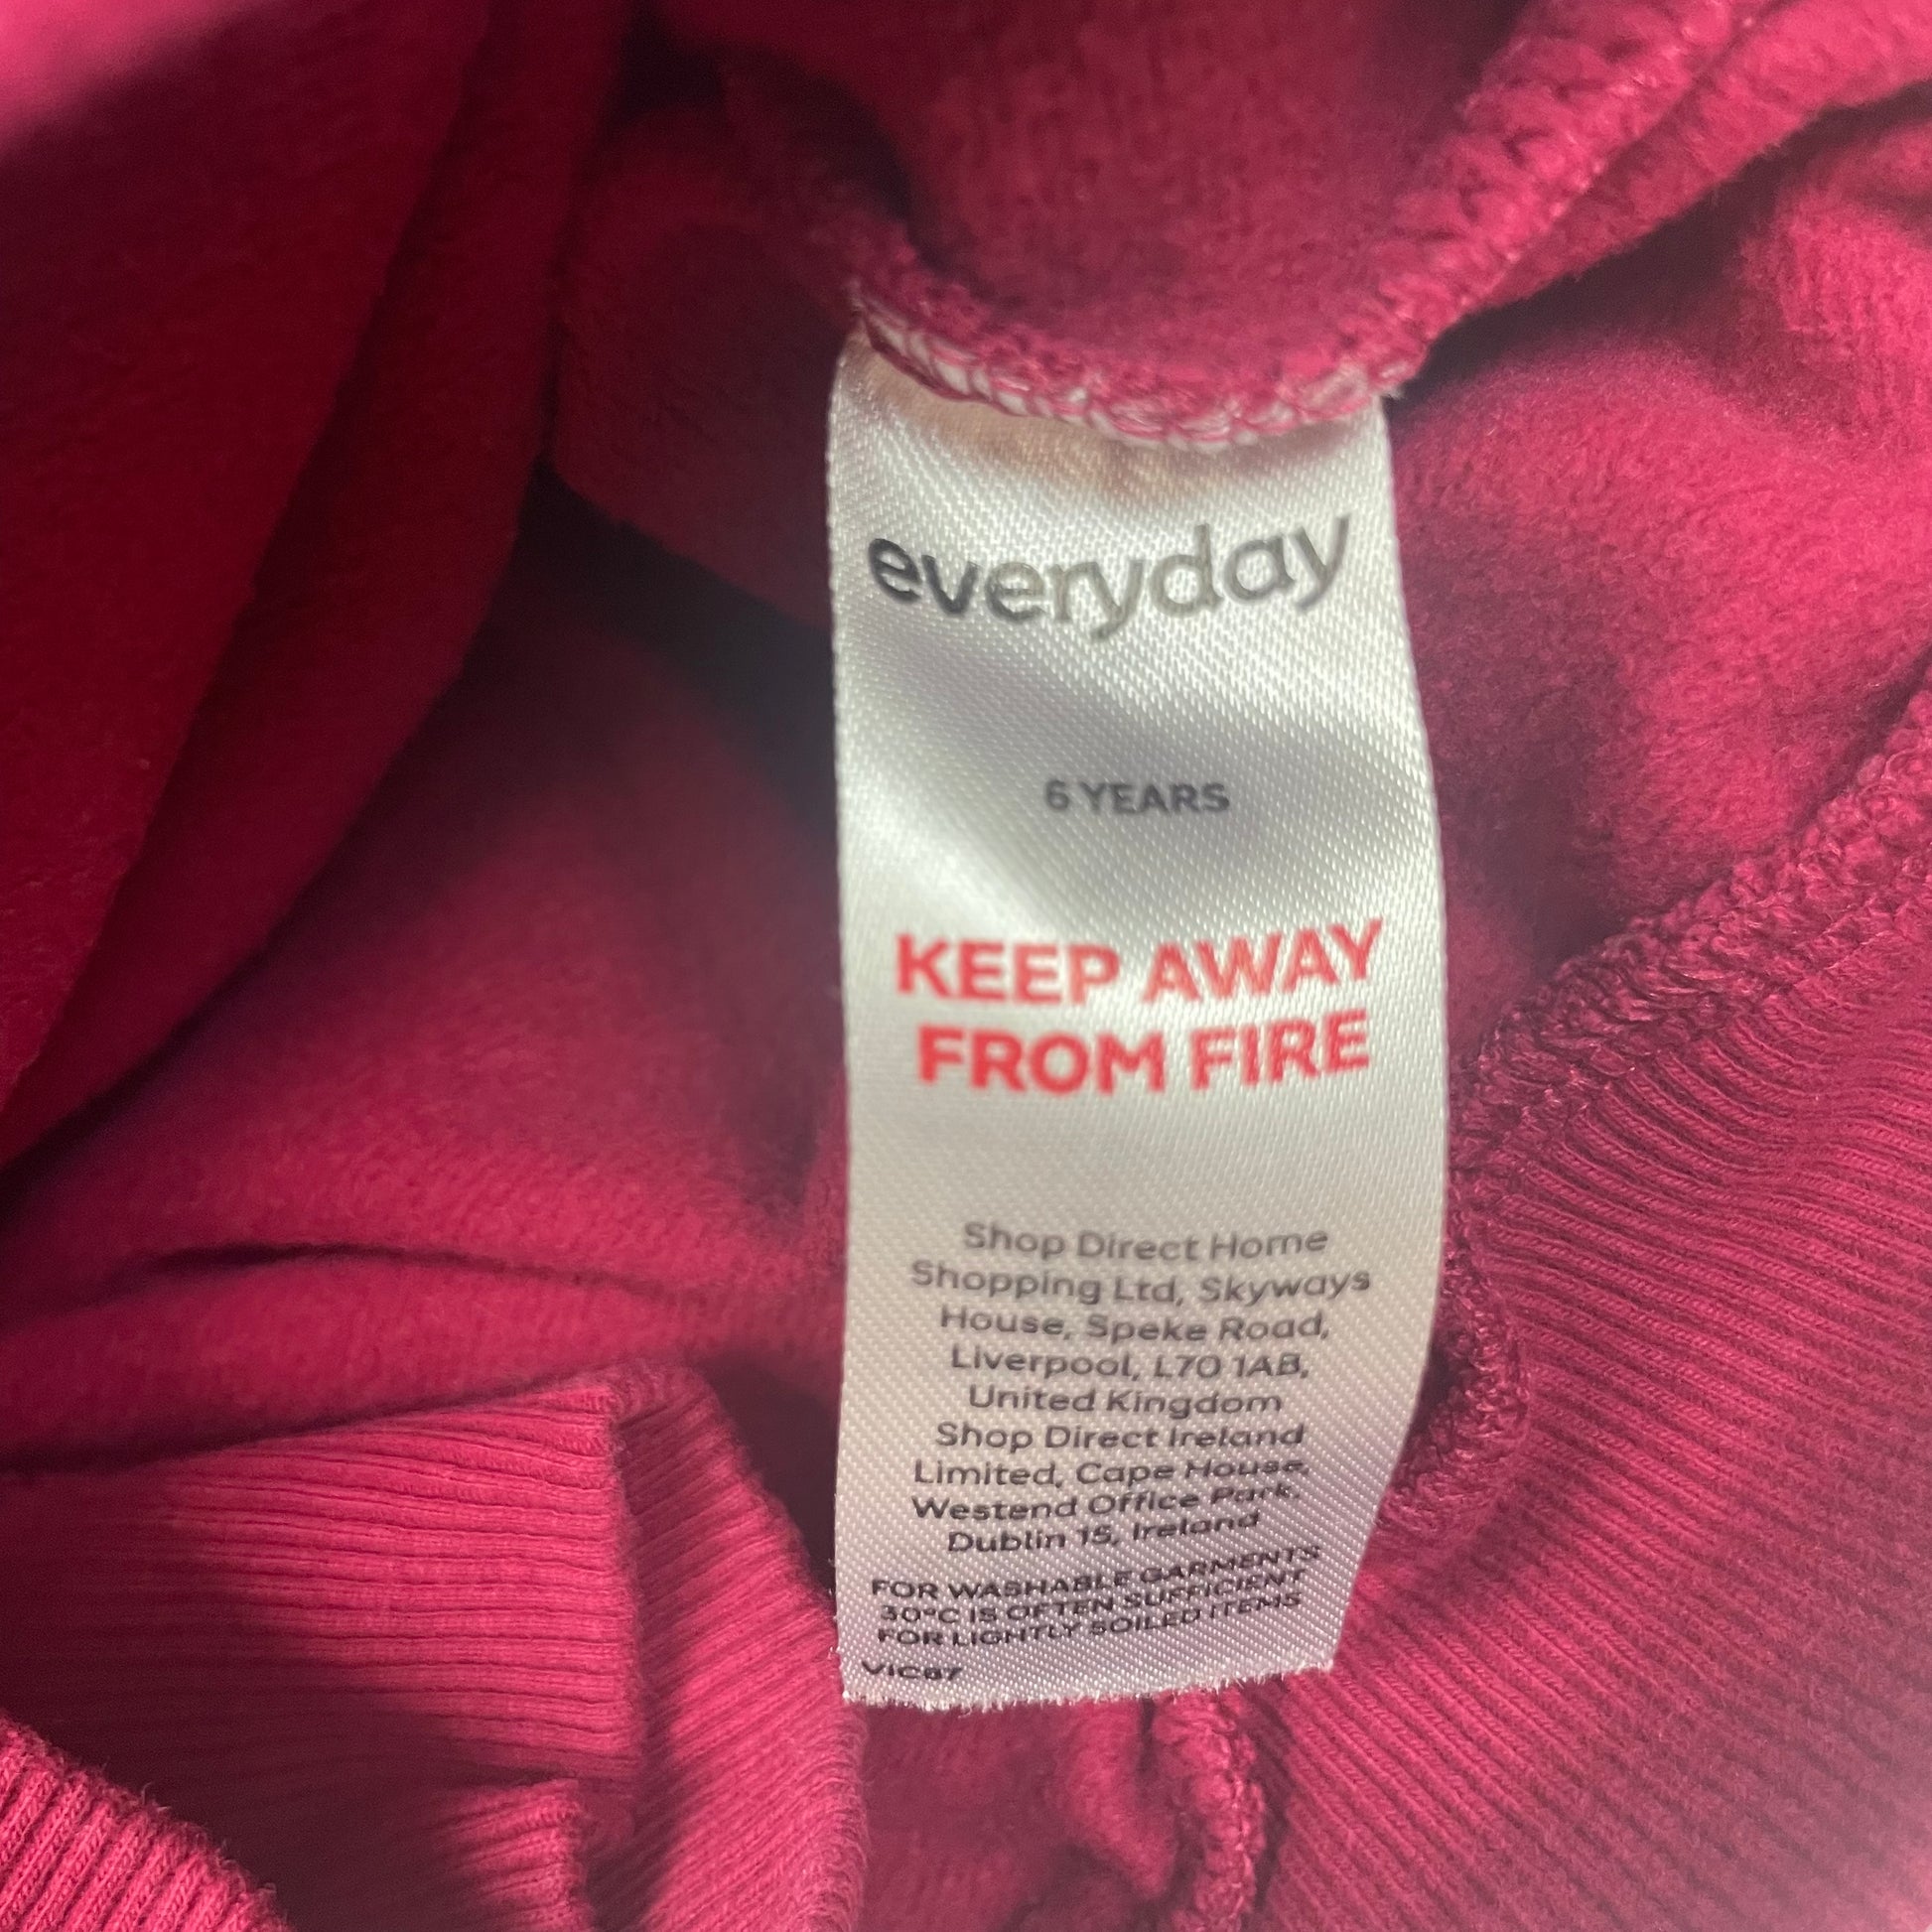 everyday
6 YEARS
KEEP AWAY
FROM FIRE
Shop Direct Home
Shopping Ltd, Skyways
House, Speke Road,
Liverpool, L70 1AB,
United Kingdom
Shop Direct Ireland
Limited, Cape House,
Westend Office Park,
Dublin 15, Ireland
FOR WASHABLE GARMENTS
30°C IS OFTEN SUFFICIENT
FOR LIGHTLY SOILED ITEMS
VIC87